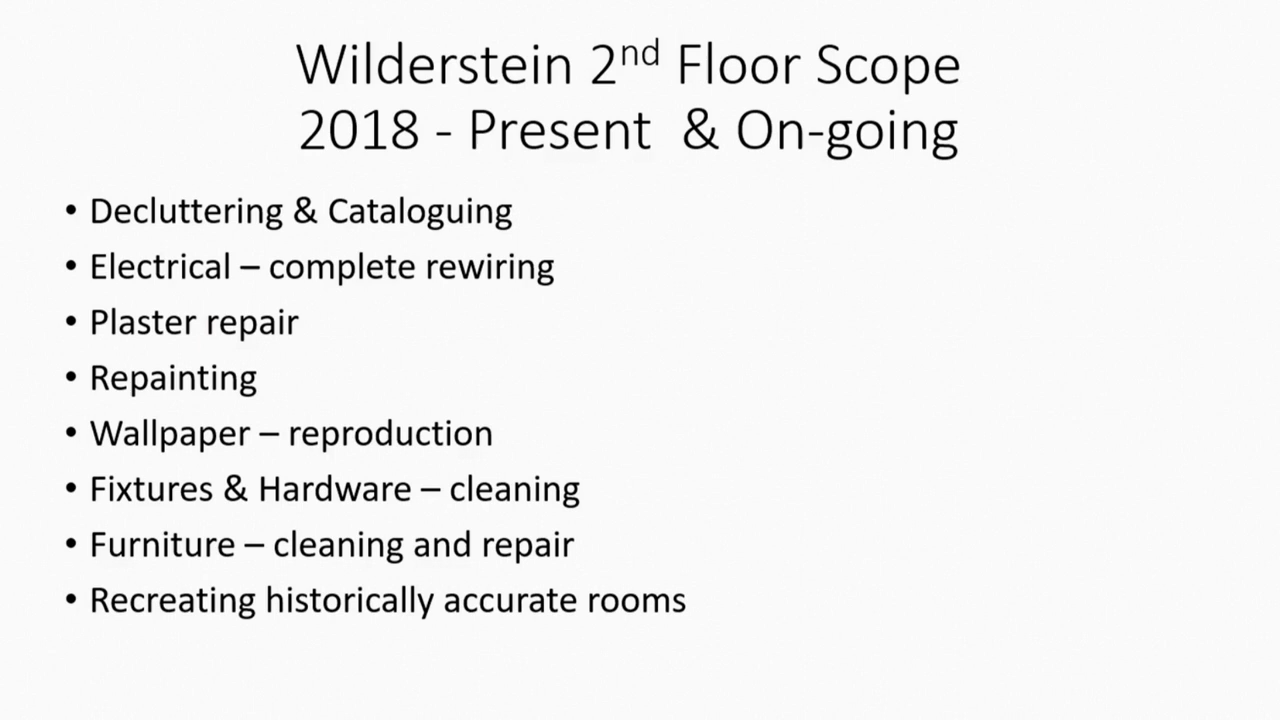 Wilderstein 2nd Floor Scope
2018 - Present & On-going
• Decluttering & Cataloguing
• Electrical – complete rewiring
• Plaster repair
• Repainting
• Wallpaper – reproduction
• Fixtures & Hardware – cleaning
• Furniture – cleaning and repair
• Recreating historically accurate rooms